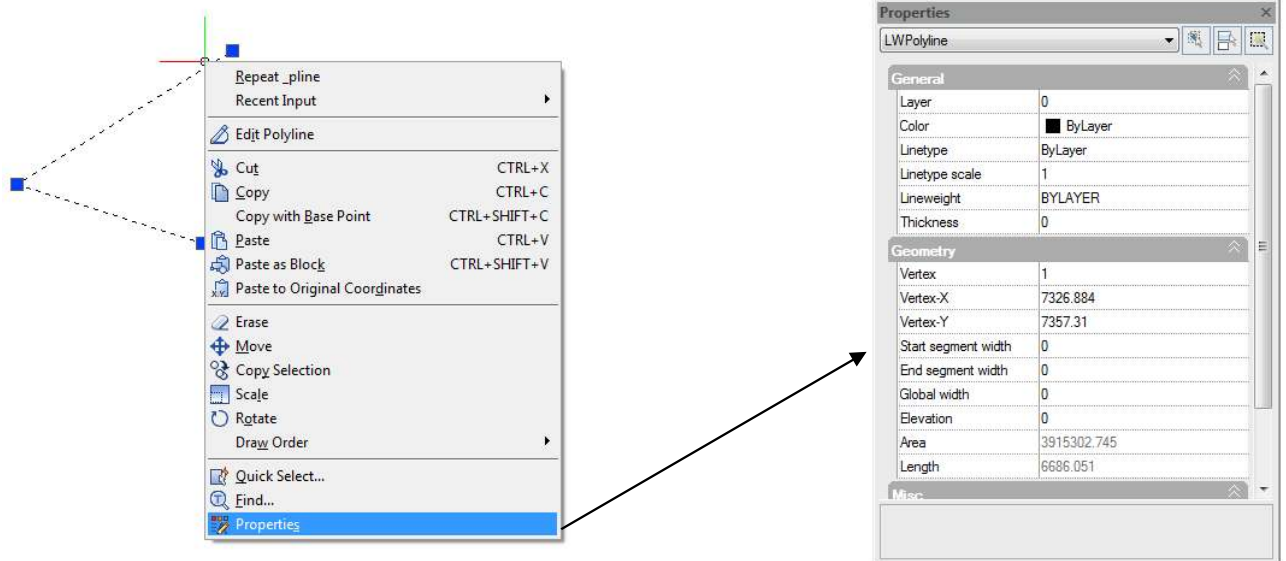 Repeat _pline
Recent Input
Edit Polyline
Cut CTRL+X
Copy CTRL+C
Copy with Base Point CTRL+SHIFT+C
Paste CTRL+V
Paste as Block CTRL+SHIFT+V
Paste to Original Coordinates
Erase
Move
Copy Selection
Scale
Rotate
Draw Order
Quick Select...
Find...
Properties
Properties
LWPolyline
General
Layer 0
Color ByLayer
Linetype ByLayer
Linetype scale 1
Lineweight BYLAYER
Thickness 0
Geometry
Vertex 1
Vertex-X 7326.884
Vertex-Y 7357.31
Start segment width 0
End segment width 0
Global width 0
Elevation 0
Area 3915302.745
Length 6686.051
Misc